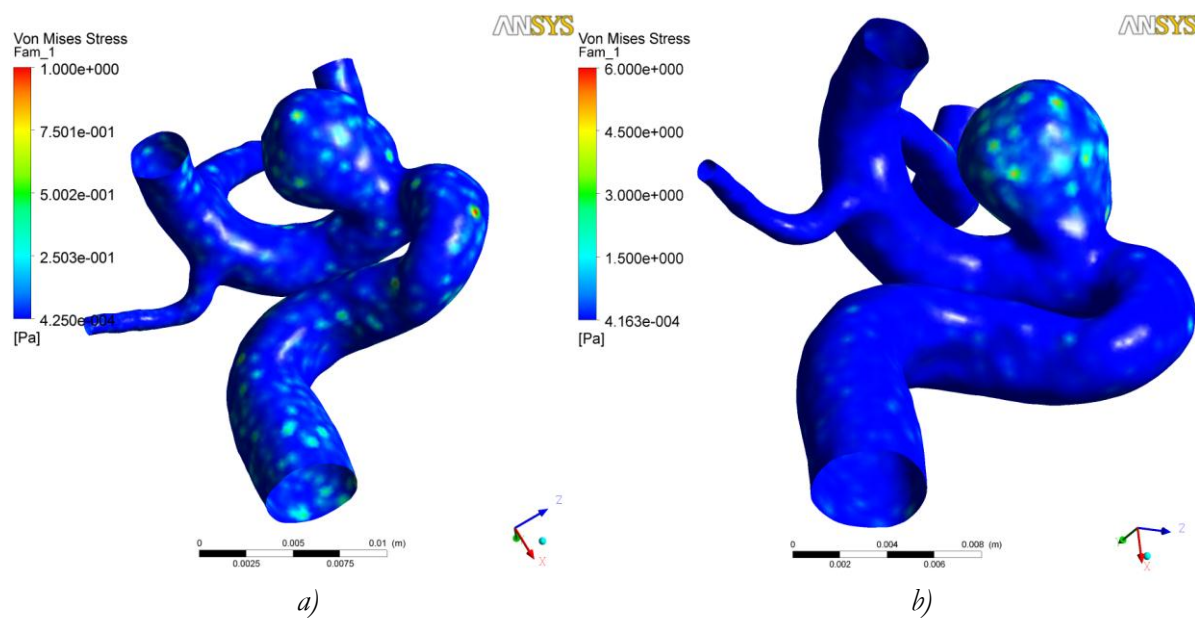 ANSYS
Von Mises Stress
Fam_1
1.000e+000
7.501e-001
5.002e-001
2.503e-001
4.250e-004
[Pa]
0 0.005 0.01 (m)
0.0025 0.0075
Z
X
a)
ANSYS
Von Mises Stress
Fam_1
6.000e+000
4.500e+000
3.000e+000
1.500e+000
4.163e-004
[Pa]
0 0.004 0.008 (m)
0.002 0.006
Z
X
b)